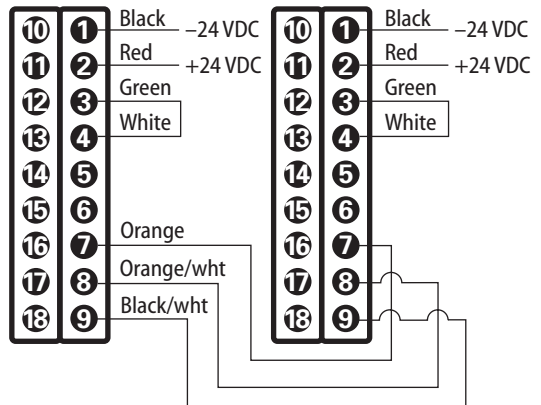 10 1 Black −24 VDC 10 1 Black −24 VDC
11 2 Red +24 VDC 11 2 Red +24 VDC
12 3 Green 12 3 Green
13 4 White 13 4 White
14 5 14 5
15 6 15 6
16 7 Orange 16 7
17 8 Orange/wht 17 8
18 9 Black/wht 18 9